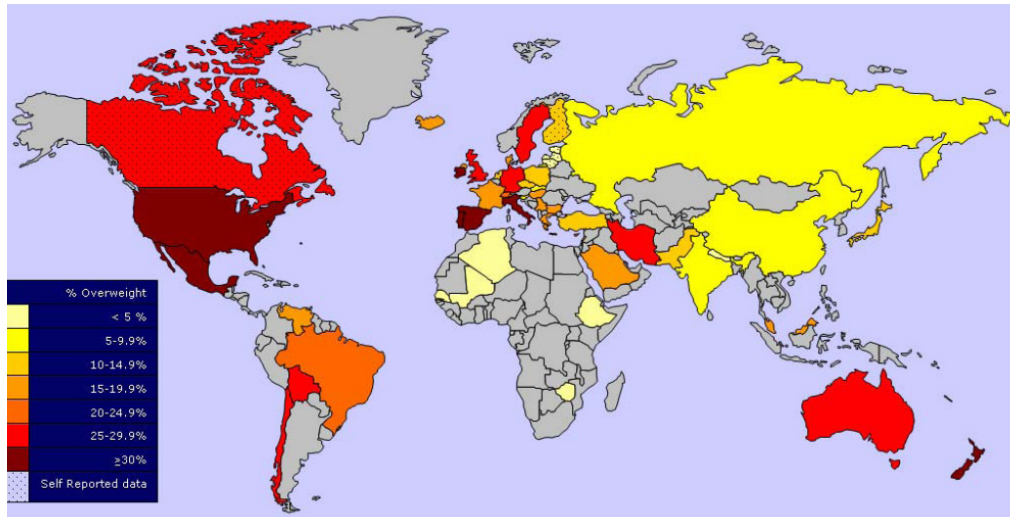 % Overweight
< 5 %
5-9.9%
10-14.9%
15-19.9%
20-24.9%
25-29.9%
≥30%
Self Reported data